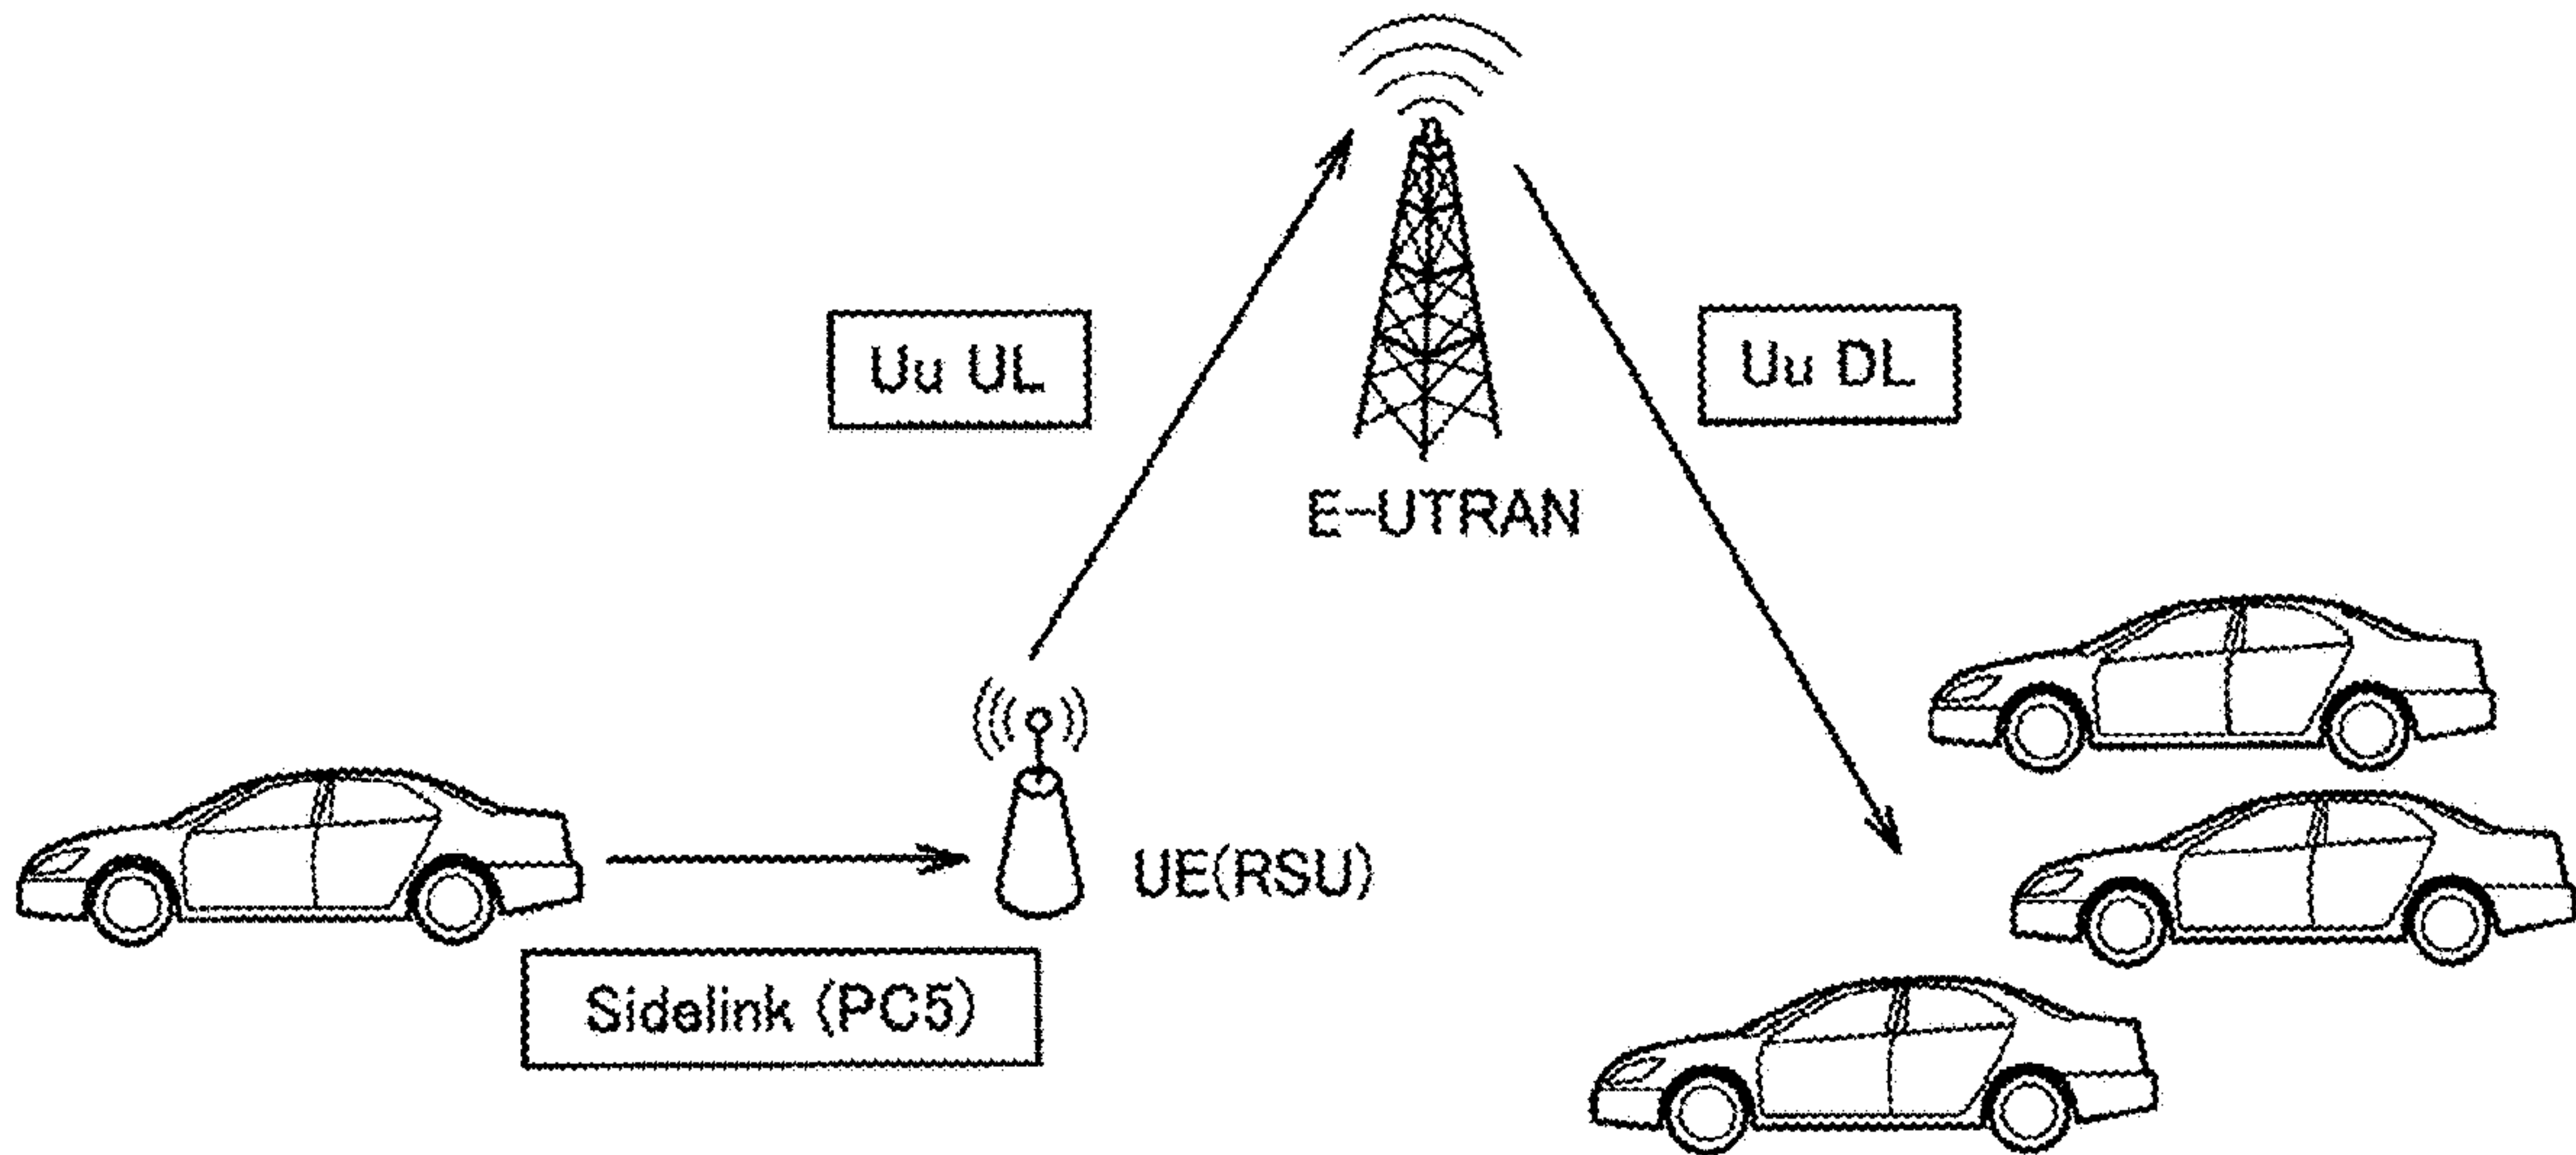 Uu UL
Uu DL
E-UTRAN
UE(RSU)
Sidelink (PC5)